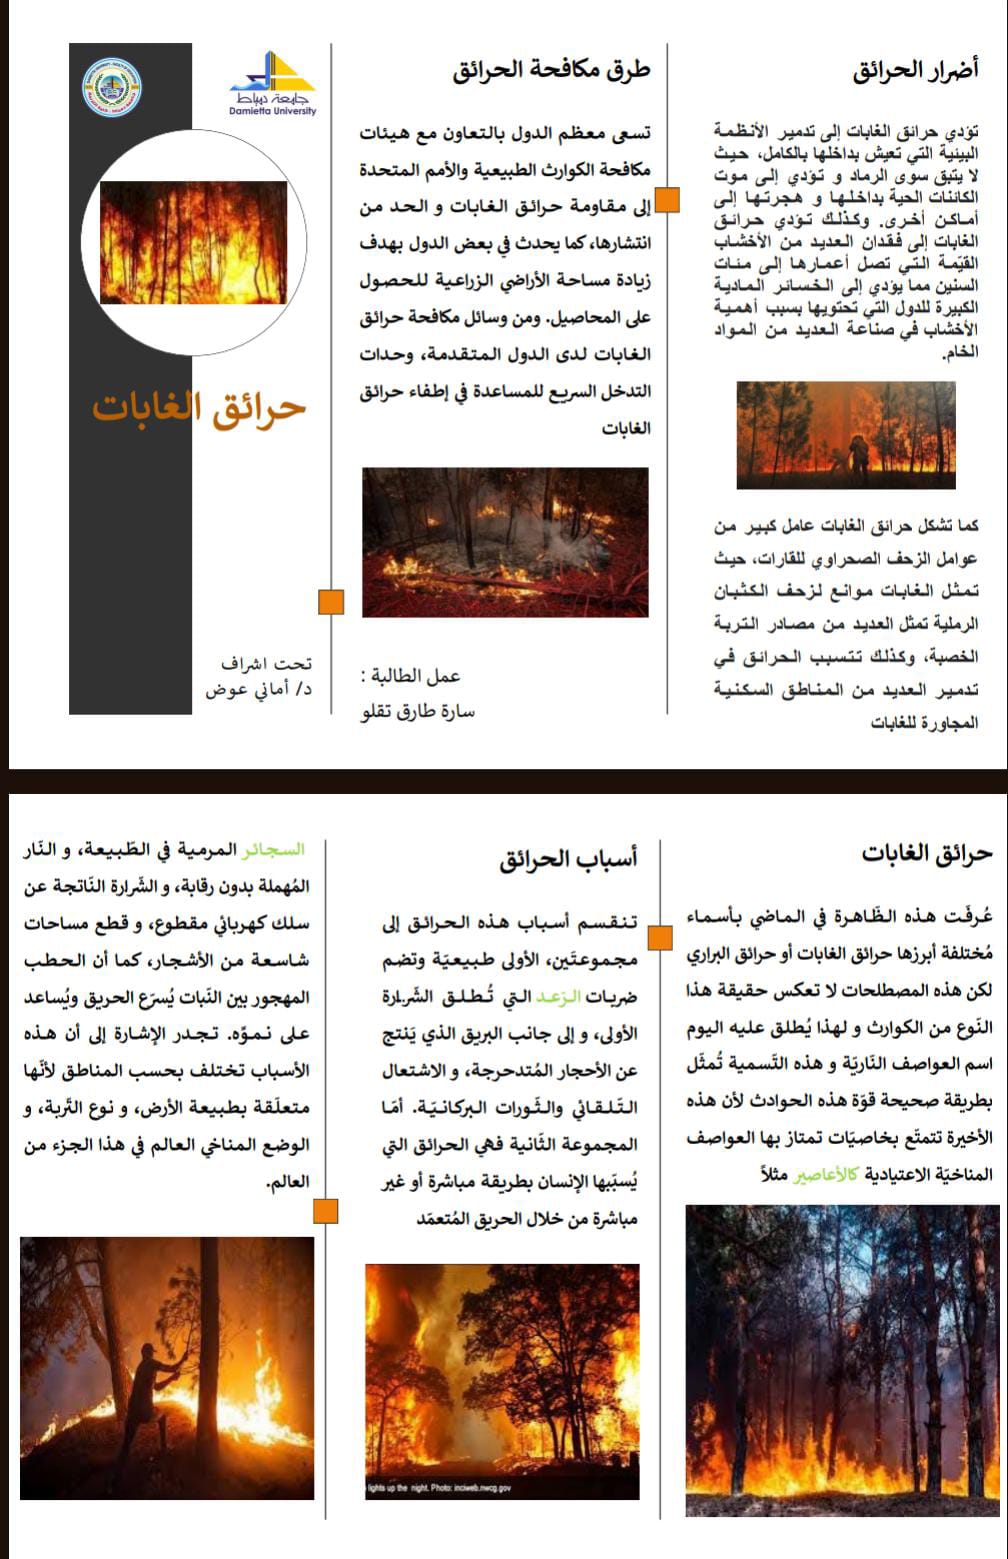 أضرار الحرائق
تؤدي حرائق الغابات إلى تدمير الأنظمة
البيئية التي تعيش بداخلها بالكامل، حيث
لا يتبق سوى الرماد و تؤدي إلى موت
الكائنات الحية بداخلها و هجرتها إلى
أماكن أخرى. وكذلك تؤدي حرائق
الغابات إلى فقدان العديد من الأخشاب
القيّمة التي تصل أعمارها إلى مئات
السنين مما يؤدي إلى الخسائر المادية
الكبيرة للدول التي تحتويها بسبب أهمية
الأخشاب في صناعة العديد من المواد
الخام.
كما تشكل حرائق الغابات عامل كبير من
عوامل الزحف الصحراوي للقارات، حيث
تمثل الغابات موانع لزحف الكثبان
الرملية تمثل العديد من مصادر التربة
الخصبة، وكذلك تتسبب الحرائق في
تدمير العديد من المناطق السكنية
المجاورة للغابات
طرق مكافحة الحرائق
تسعى معظم الدول بالتعاون مع هيئات
مكافحة الكوارث الطبيعية والأمم المتحدة
إلى مقاومة حرائق الغابات و الحد من
انتشارها، كما يحدث في بعض الدول بهدف
زيادة مساحة الأراضي الزراعية للحصول
على المحاصيل. ومن وسائل مكافحة حرائق
الغابات لدى الدول المتقدمة، وحدات
التدخل السريع للمساعدة في إطفاء حرائق
الغابات
عمل الطالبة :
سارة طارق تقلو
جامعة دمياط
Damietta University
حرائق الغابات
تحت اشراف
د/ أماني عوض
حرائق الغابات
عُرفَت هذه الظّاهرة في الماضي بأسماء
مُختلفة أبرزها حرائق الغابات أو حرائق البراري
لكن هذه المصطلحات لا تعكس حقيقة هذا
النّوع من الكوارث و لهذا يُطلق عليه اليوم
اسم العواصف النّاريّة و هذه التّسمية تُمثّل
بطريقة صحيحة قوّة هذه الحوادث لأن هذه
الأخيرة تتمتّع بخاصيّات تمتاز بها العواصف
المناخيّة الاعتيادية كالأعاصير مثلاً
أسباب الحرائق
تنقسم أسباب هذه الحرائق إلى
مجموعتَين، الأولى طبيعيّة وتضم
ضربات الرّعد التي تُطلق الشّرارة
الأولى، و إلى جانب البريق الذي يَنتج
عن الأحجار المُتدحرجة، و الاشتعال
التّلقائي والثّورات البركانيّة. أمّا
المجموعة الثّانية فهي الحرائق التي
يُسبّبها الإنسان بطريقة مباشرة أو غير
مباشرة من خلال الحريق المُتعمّد
lights up the night. Photo: inciweb.nwcg.gov
السجائر المرمية في الطّبيعة، و النّار
المُهملة بدون رقابة، و الشّرارة النّاتجة عن
سلك كهربائي مقطوع، و قطع مساحات
شاسعة من الأشجار، كما أن الحطب
المهجور بين النّبات يُسرّع الحريق ويُساعد
على نموّه. تجدر الإشارة إلى أن هذه
الأسباب تختلف بحسب المناطق لأنّها
متعلّقة بطبيعة الأرض، و نوع التّربة، و
الوضع المناخي العالم في هذا الجزء من
العالم.